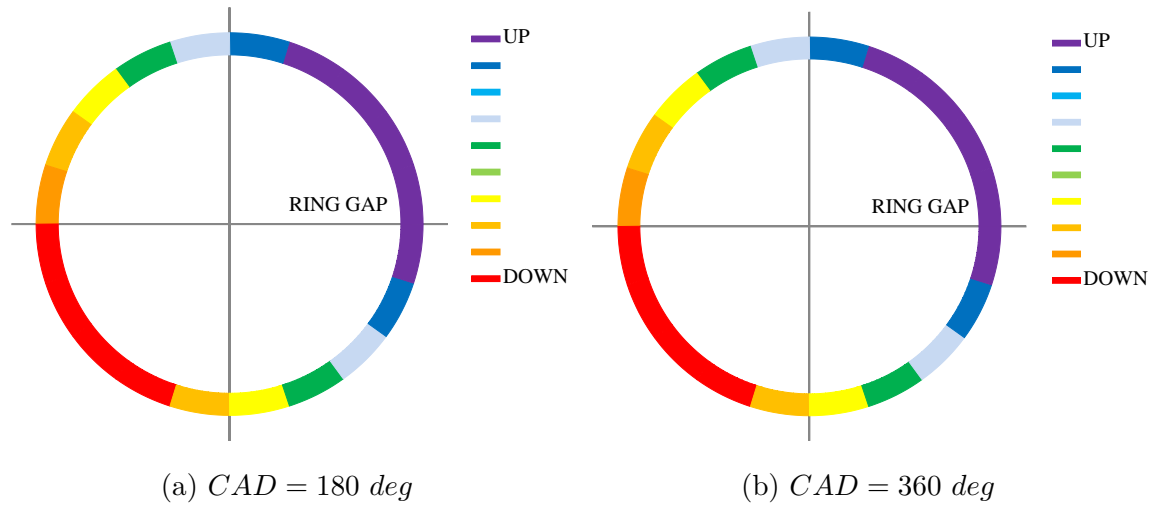 UP
RING GAP
DOWN
UP
RING GAP
DOWN
(a) CAD = 180 deg
(b) CAD = 360 deg